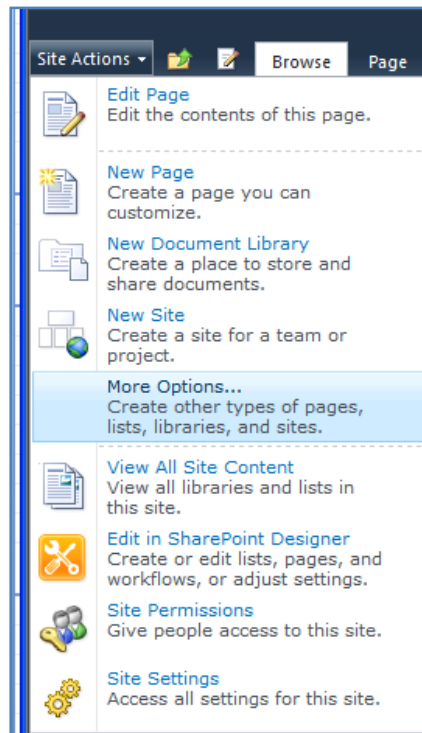 Site Actions Browse Page
Edit Page
Edit the contents of this page.
New Page
Create a page you can
customize.
New Document Library
Create a place to store and
share documents.
New Site
Create a site for a team or
project.
More Options...
Create other types of pages,
lists, libraries, and sites.
View All Site Content
View all libraries and lists in
this site.
Edit in SharePoint Designer
Create or edit lists, pages, and
workflows, or adjust settings.
Site Permissions
Give people access to this site.
Site Settings
Access all settings for this site.